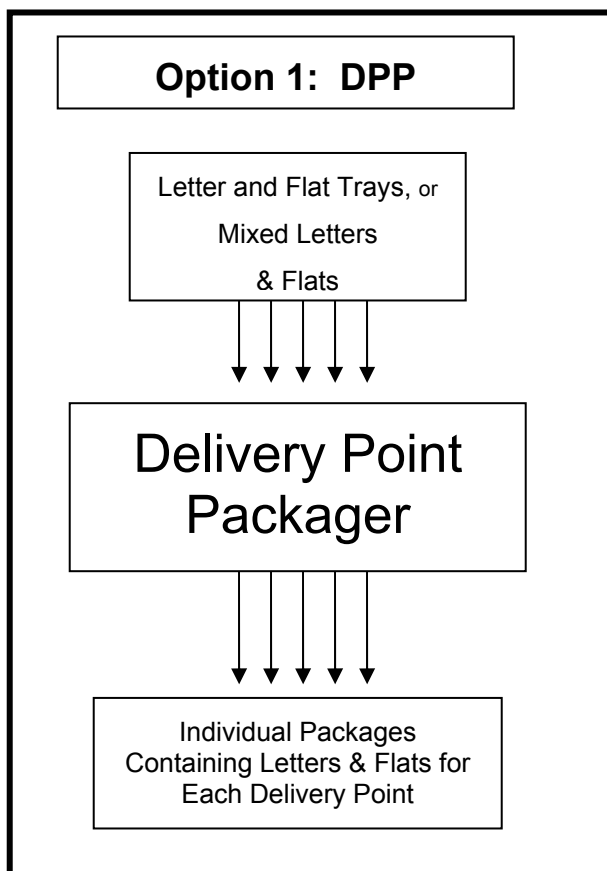 Option 1: DPP
Letter and Flat Trays, or
Mixed Letters
& Flats
Delivery Point
Packager
Individual Packages
Containing Letters & Flats for
Each Delivery Point